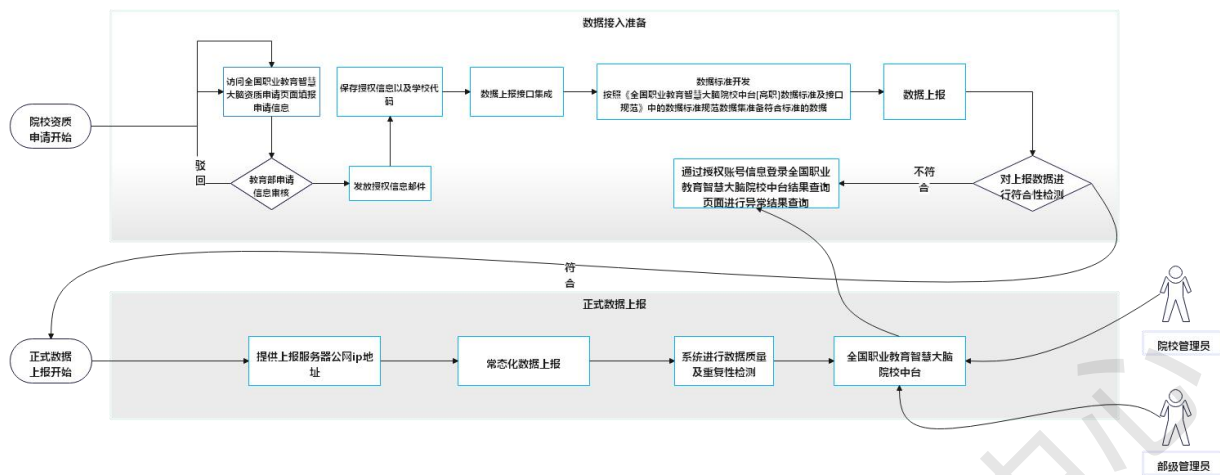 数据接入准备
访问全国职业教育智慧
大脑资质申请页面填报
申请信息
保存授权信息以及学校代
码
数据上报接口集成
数据标准开发
按照《全国职业教育智慧大脑院校中台[高职]数据标准及接口
规范》中的数据标准规范数据集准备符合标准的数据
数据上报
院校资质
申请开始
驳
回
教育部申请
信息审核
发放授权信息邮件
通过授权账号信息登录全国职业
教育智慧大脑院校中台结果查询
页面进行异常结果查询
不符
合
对上报数据进
行符合性检测
符
合
正式数据上报
正式数据
上报开始
提供上报服务器公网ip地
址
常态化数据上报
系统进行数据质量
及重复性检测
全国职业教育智慧大脑
院校中台
院校管理员
部级管理员
中心